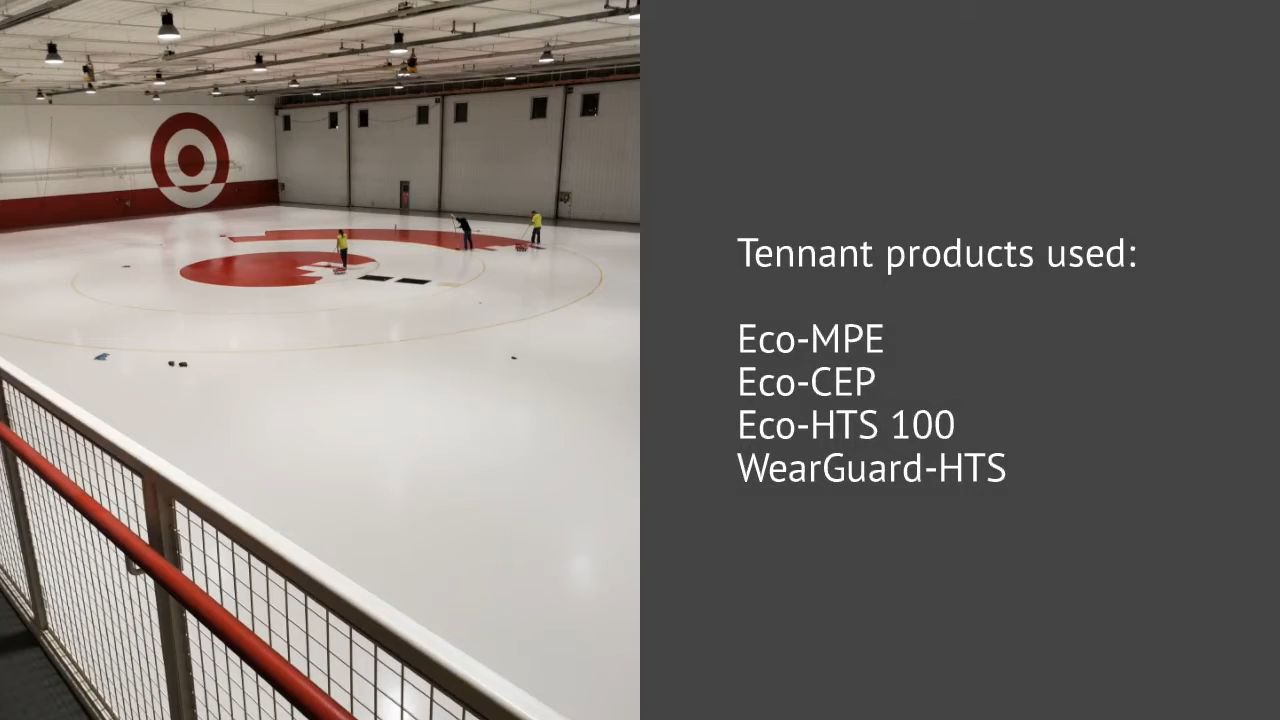 Tennant products used:
Eco-MPE
Eco-CEP
Eco-HTS 100
WearGuard-HTS